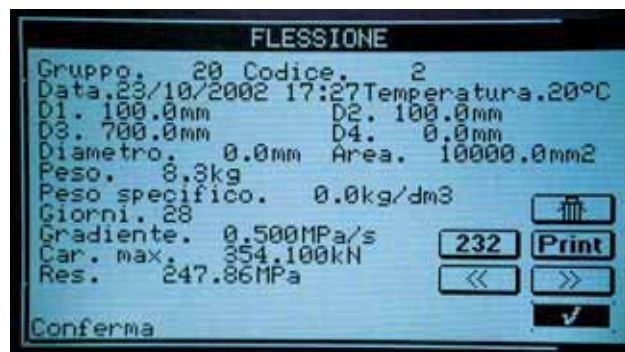 FLESSIONE
Gruppo. 20 Codice. 2
Data.23/10/2002 17:27Temperatura.20ºC
D1. 100.0mm D2. 100.0mm
D3. 700.0mm D4. 0.0mm
Diametro. 0.0mm Area. 10000.0mm2
Peso. 8.3kg
Peso specifico. 0.0kg/dm3
Giorni. 28
Gradiente. 0.500MPa/s
232 Print
Car. max. 354.100kN
Res. 247.86MPa
<< >>
Conferma